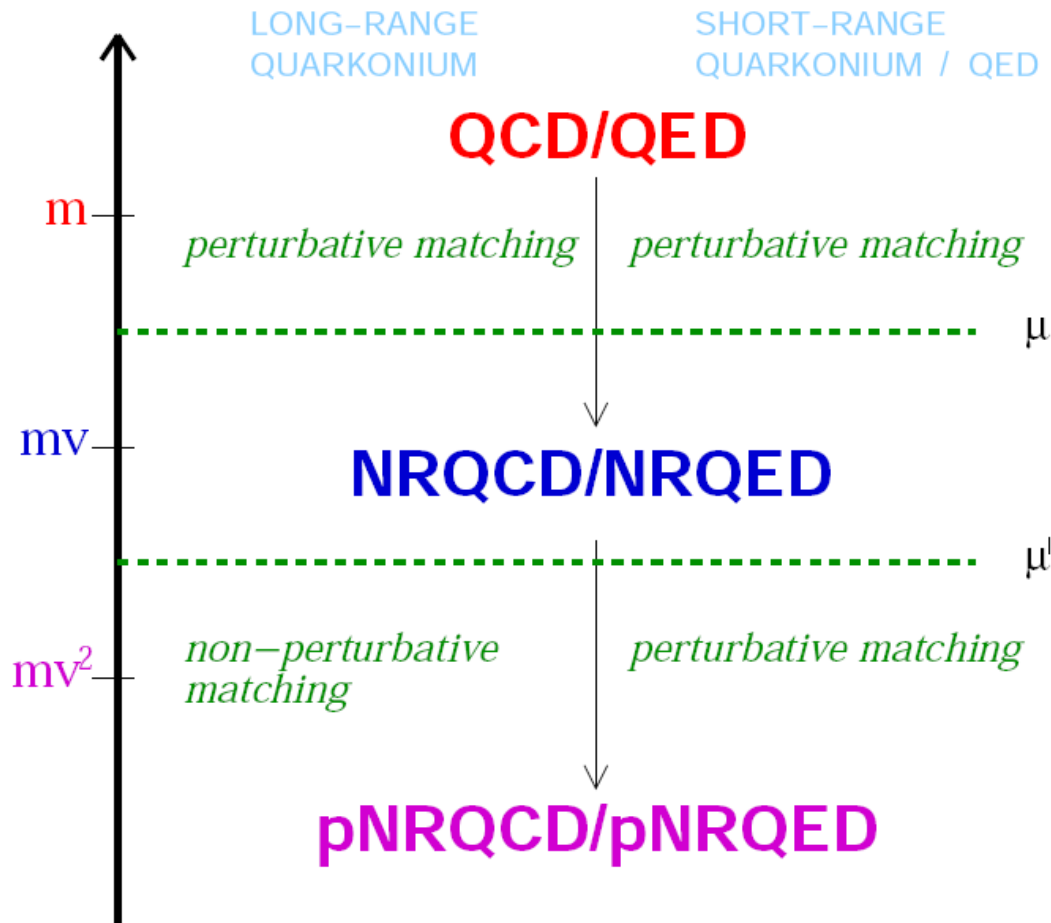 LONG-RANGE
QUARKONIUM
SHORT-RANGE
QUARKONIUM / QED
QCD/QED
m
perturbative matching
perturbative matching
μ
mv
NRQCD/NRQED
μ'
non-perturbative
matching
perturbative matching
mv²
pNRQCD/pNRQED